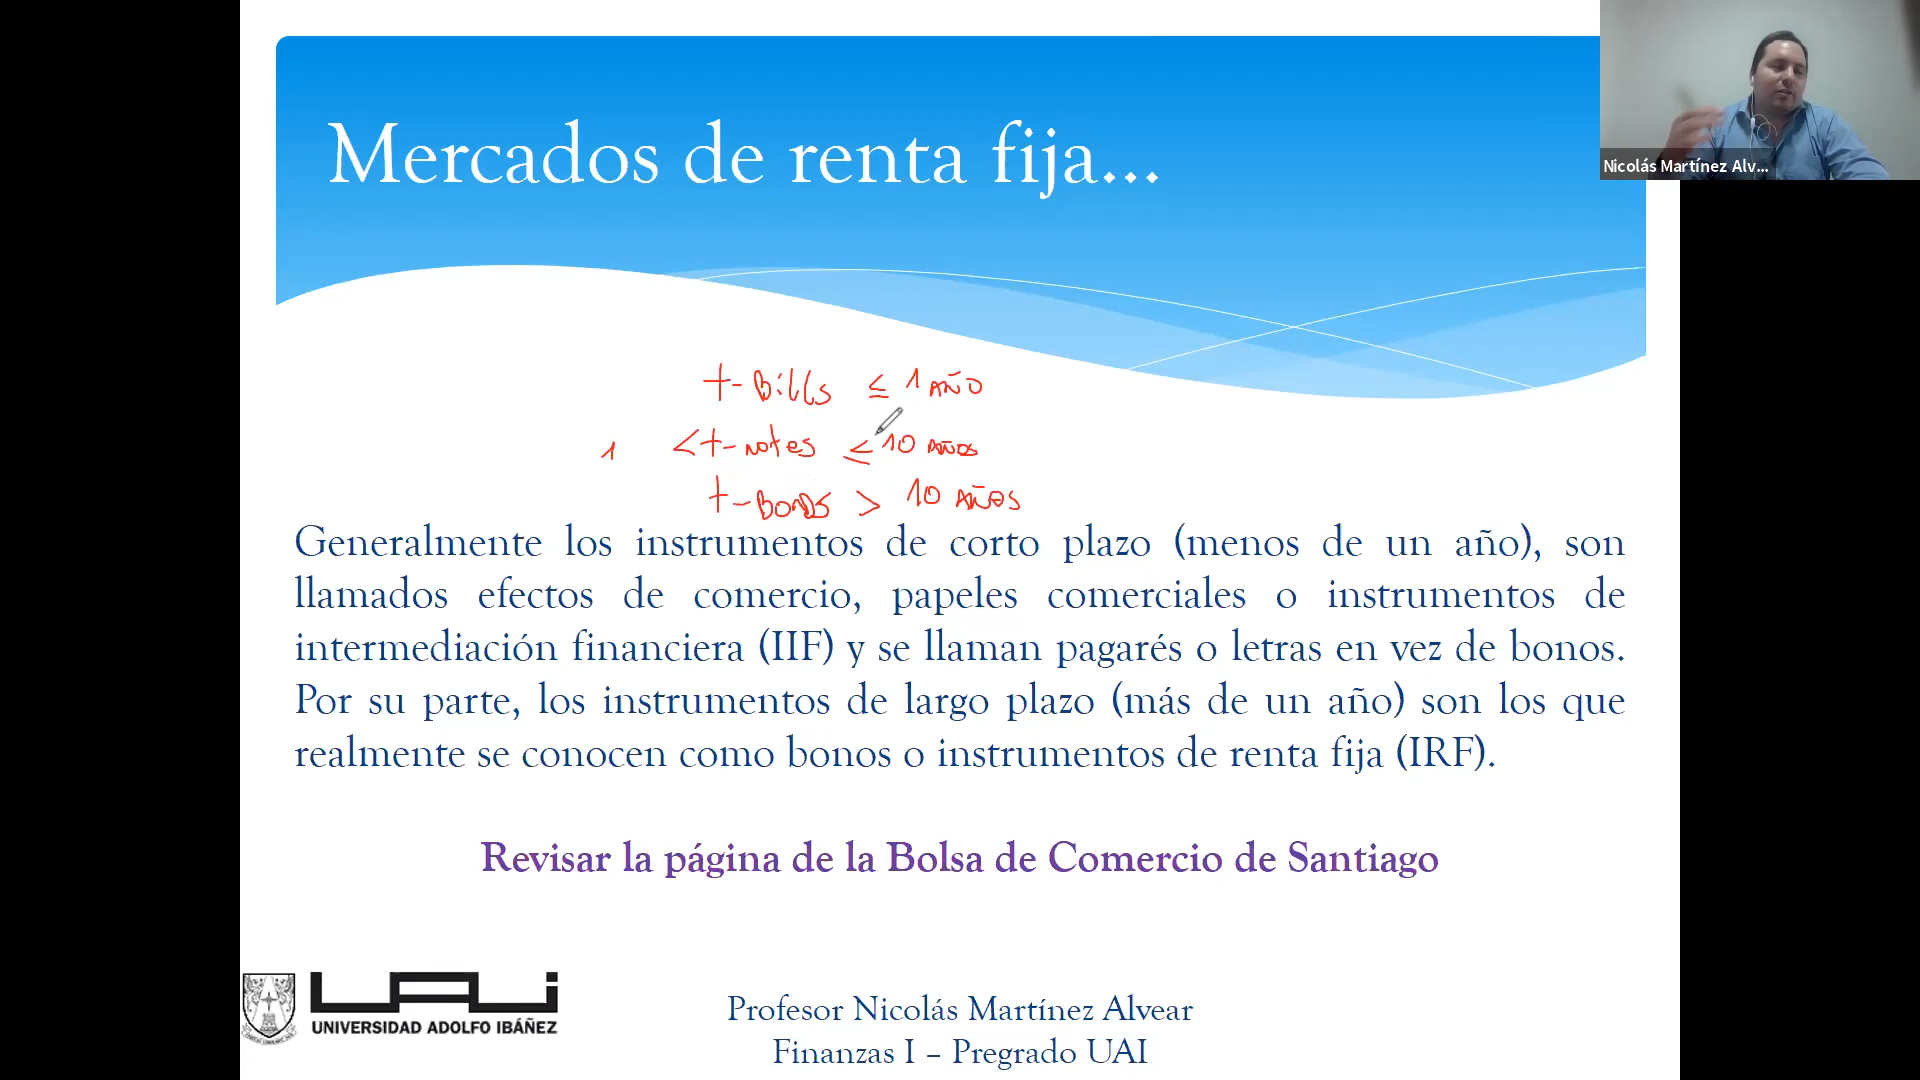 Mercados de renta fija...
Nicolás Martínez Alv...
t-Bills ≤ 1 AÑO
1 < t-notes ≤ 10 AÑOS
t-BONDS > 10 AÑOS
Generalmente los instrumentos de corto plazo (menos de un año), son
llamados efectos de comercio, papeles comerciales o instrumentos de
intermediación financiera (IIF) y se llaman pagarés o letras en vez de bonos.
Por su parte, los instrumentos de largo plazo (más de un año) son los que
realmente se conocen como bonos o instrumentos de renta fija (IRF).
Revisar la página de la Bolsa de Comercio de Santiago
UAI
UNIVERSIDAD ADOLFO IBÁÑEZ
Profesor Nicolás Martínez Alvear
Finanzas I – Pregrado UAI